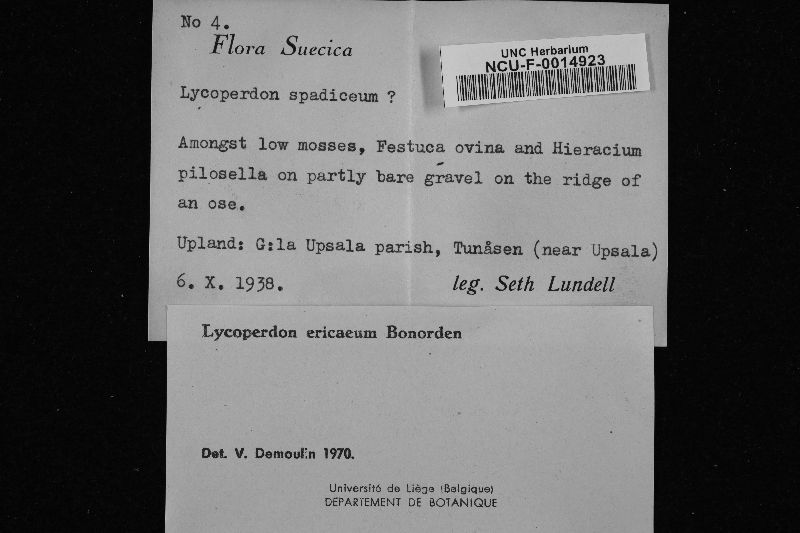 No 4.
Flora Suecica
UNC Herbarium
NCU-F-0014923
Lycoperdon spadiceum ?
Amongst low mosses, Festuca ovina and Hieracium
pilosella on partly bare gravel on the ridge of
an ose.
Upland: G:la Upsala parish, Tunåsen (near Upsala)
6. X. 1938.
leg. Seth Lundell
Lycoperdon ericaeum Bonorden
Det. V. Demoulin 1970.
Université de Liège (Belgique)
DEPARTEMENT DE BOTANIQUE